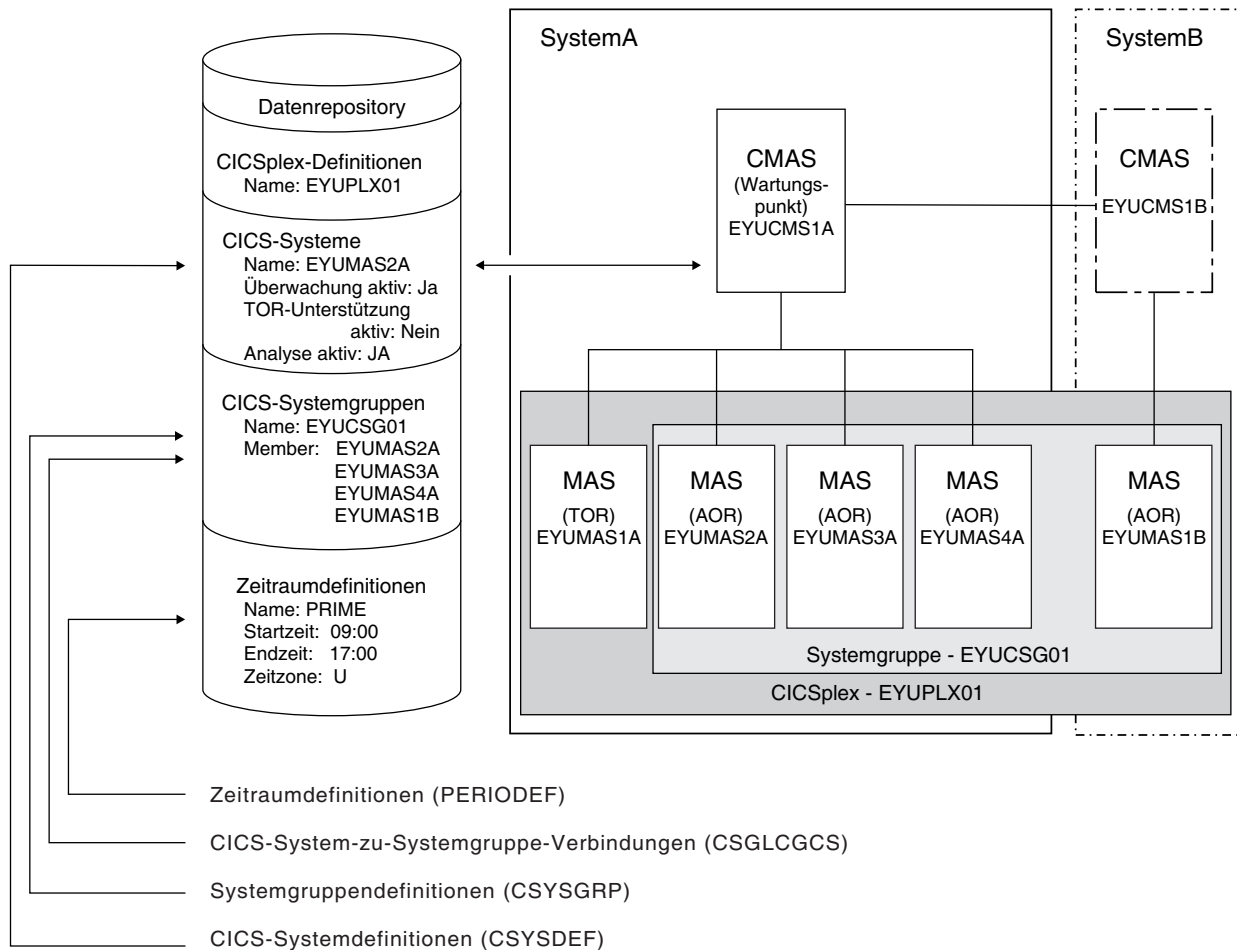 Datenrepository
CICSplex-Definitionen
Name: EYUPLX01
CICS-Systeme
Name: EYUMAS2A
Überwachung aktiv: Ja
TOR-Unterstützung
aktiv: Nein
Analyse aktiv: JA
CICS-Systemgruppen
Name: EYUCSG01
Member: EYUMAS2A
EYUMAS3A
EYUMAS4A
EYUMAS1B
Zeitraumdefinitionen
Name: PRIME
Startzeit: 09:00
Endzeit: 17:00
Zeitzone: U
SystemA
CMAS
(Wartungs-
punkt)
EYUCMS1A
SystemB
CMAS
EYUCMS1B
MAS
(TOR)
EYUMAS1A
MAS
(AOR)
EYUMAS2A
MAS
(AOR)
EYUMAS3A
MAS
(AOR)
EYUMAS4A
MAS
(AOR)
EYUMAS1B
Systemgruppe - EYUCSG01
CICSplex - EYUPLX01
Zeitraumdefinitionen (PERIODEF)
CICS-System-zu-Systemgruppe-Verbindungen (CSGLCGCS)
Systemgruppendefinitionen (CSYSGRP)
CICS-Systemdefinitionen (CSYSDEF)